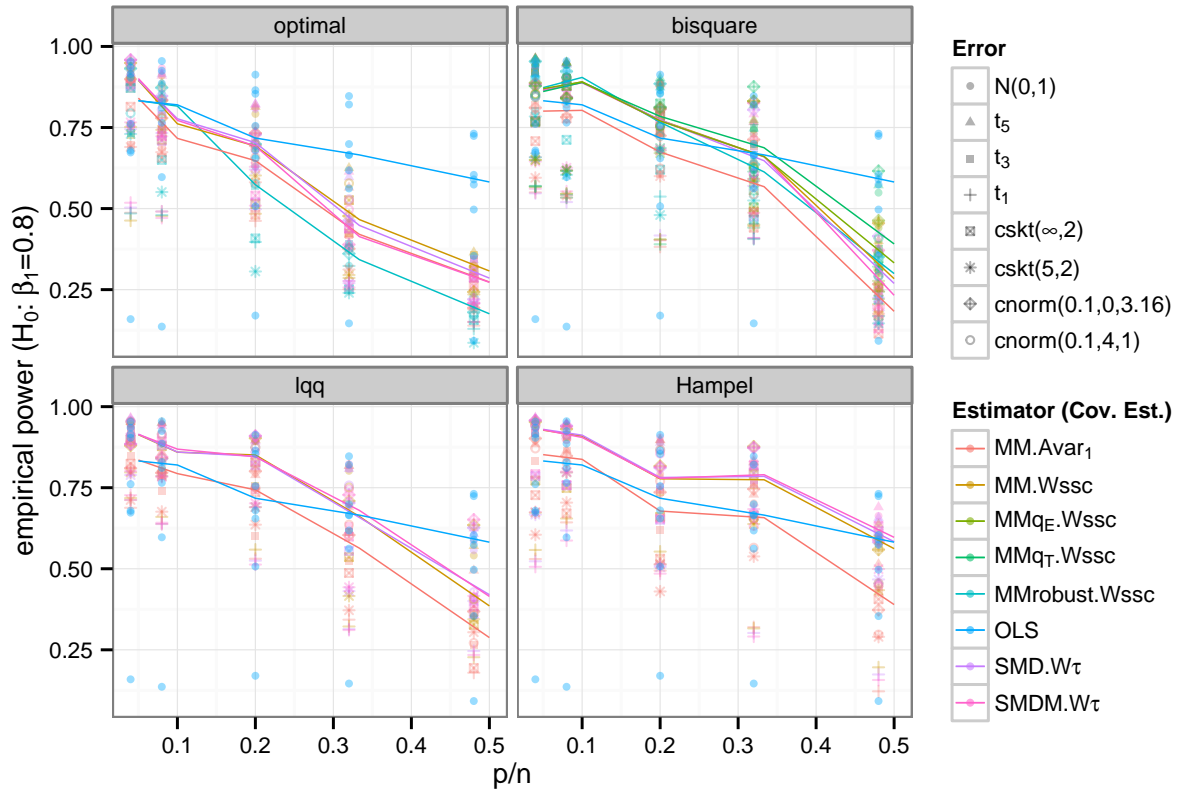 optimal
bisquare
lqq
Hampel
1.00
0.75
0.50
0.25
1.00
0.75
0.50
0.25
empirical power (H₀: β₁=0.8)
0.1 0.2 0.3 0.4 0.5
0.1 0.2 0.3 0.4 0.5
p/n
Error
N(0,1)
t₅
t₃
t₁
cskt(∞,2)
cskt(5,2)
cnorm(0.1,0,3.16)
cnorm(0.1,4,1)
Estimator (Cov. Est.)
MM.Avar₁
MM.Wssc
MMqE.Wssc
MMqT.Wssc
MMrobust.Wssc
OLS
SMD.Wτ
SMDM.Wτ